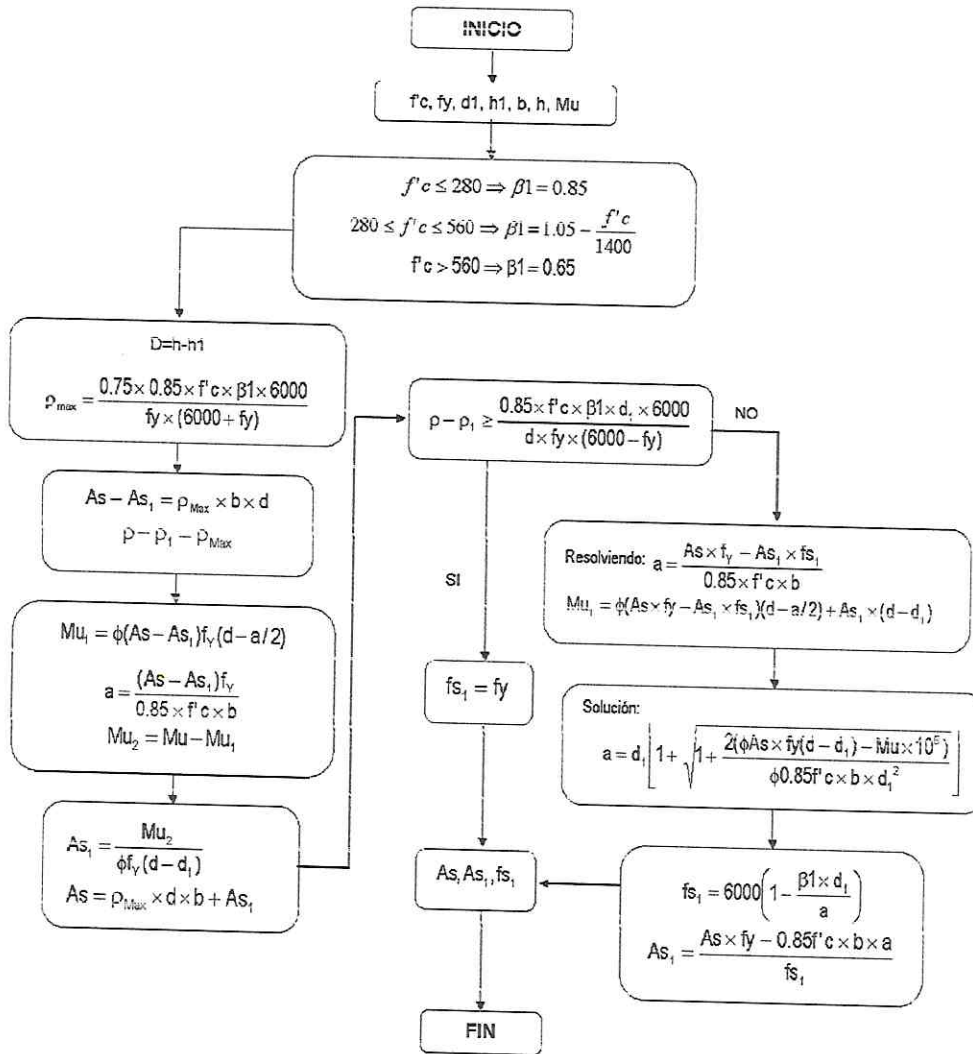 INICIO
f'c, fy, d1, h1, b, h, Mu
f'c ≤ 280 ⇒ β1 = 0.85
280 ≤ f'c ≤ 560 ⇒ β1 = 1.05 − f'c / 1400
f'c > 560 ⇒ β1 = 0.65
D=h-h1
ρmax = 0.75 × 0.85 × f'c × β1 × 6000 / fy × (6000 + fy)
As − As₁ = ρMax × b × d
ρ − ρ₁ − ρMax
Mu₁ = ϕ(As − As₁)fY(d − a/2)
a = (As − As₁)fY / 0.85 × f'c × b
Mu₂ = Mu − Mu₁
As₁ = Mu₂ / ϕfY(d − d₁)
As = ρMax × d × b + As₁
ρ − ρ₁ ≥ 0.85 × f'c × β1 × d₁ × 6000 / d × fy × (6000 − fy)
NO
SI
fs₁ = fy
Resolviendo: a = As × fY − As₁ × fs₁ / 0.85 × f'c × b
Mu₁ = ϕ(As × fy − As₁ × fs₁)(d − a/2) + As₁ × (d − d₁)
Solución:
a = d₁[1 + √1 + 2(ϕAs × fy(d − d₁) − Mu × 10⁵) / ϕ0.85f'c × b × d₁²]
fs₁ = 6000(1 − β1 × d₁ / a)
As₁ = As × fy − 0.85f'c × b × a / fs₁
As, As₁, fs₁
FIN